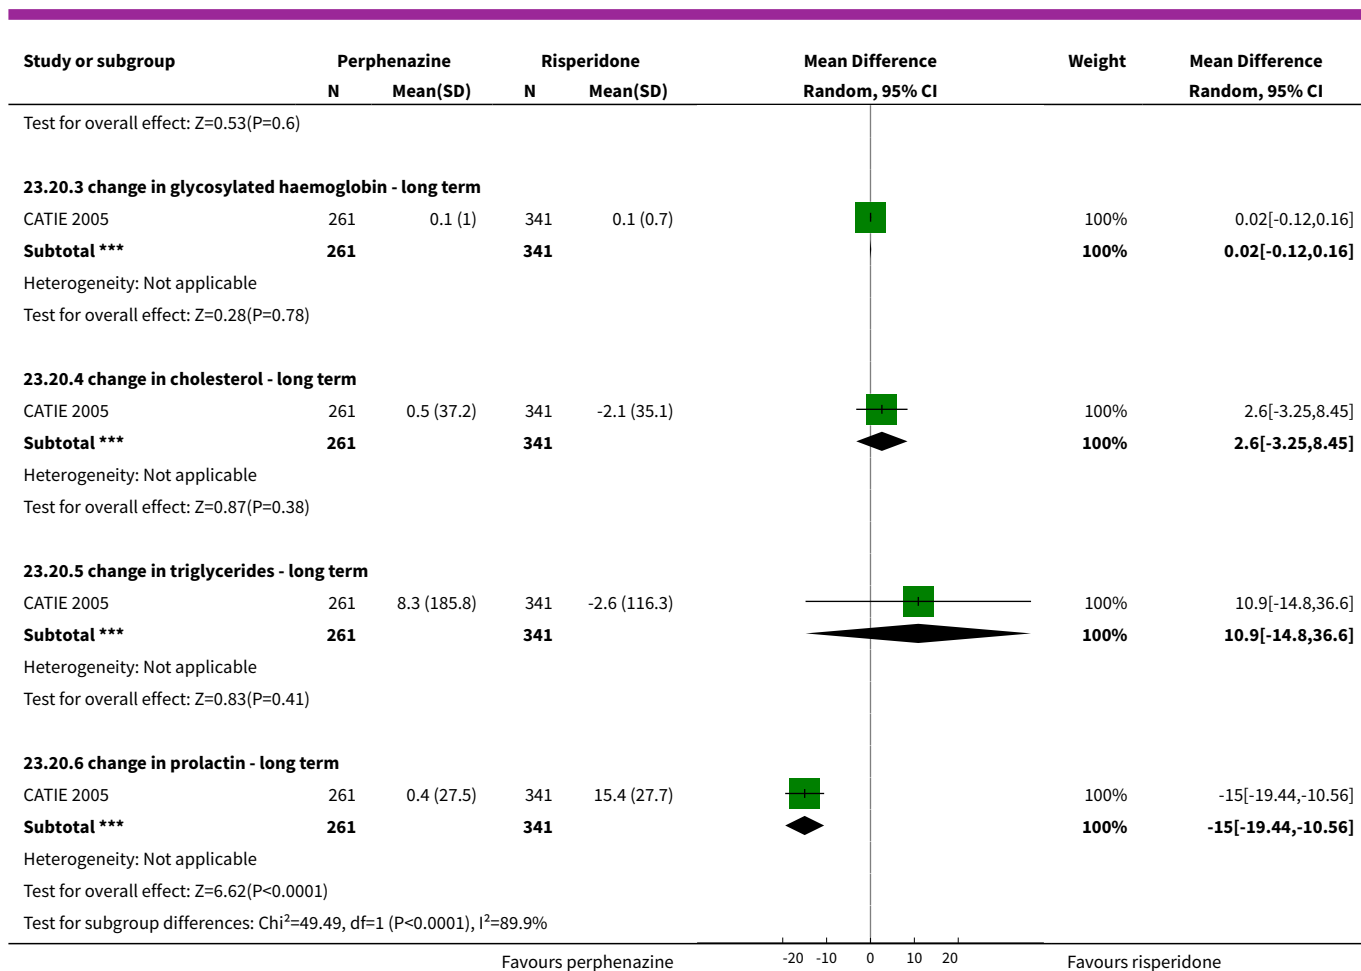 Study or subgroup Perphenazine Risperidone Mean Difference Weight Mean Difference
N Mean(SD) N Mean(SD) Random, 95% CI Random, 95% CI
Test for overall effect: Z=0.53(P=0.6)
23.20.3 change in glycosylated haemoglobin - long term
CATIE 2005 261 0.1 (1) 341 0.1 (0.7) 100% 0.02[-0.12,0.16]
Subtotal *** 261 341 100% 0.02[-0.12,0.16]
Heterogeneity: Not applicable
Test for overall effect: Z=0.28(P=0.78)
23.20.4 change in cholesterol - long term
CATIE 2005 261 0.5 (37.2) 341 -2.1 (35.1) 100% 2.6[-3.25,8.45]
Subtotal *** 261 341 100% 2.6[-3.25,8.45]
Heterogeneity: Not applicable
Test for overall effect: Z=0.87(P=0.38)
23.20.5 change in triglycerides - long term
CATIE 2005 261 8.3 (185.8) 341 -2.6 (116.3) 100% 10.9[-14.8,36.6]
Subtotal *** 261 341 100% 10.9[-14.8,36.6]
Heterogeneity: Not applicable
Test for overall effect: Z=0.83(P=0.41)
23.20.6 change in prolactin - long term
CATIE 2005 261 0.4 (27.5) 341 15.4 (27.7) 100% -15[-19.44,-10.56]
Subtotal *** 261 341 100% -15[-19.44,-10.56]
Heterogeneity: Not applicable
Test for overall effect: Z=6.62(P<0.0001)
Test for subgroup differences: Chi²=49.49, df=1 (P<0.0001), I²=89.9%
Favours perphenazine -20 -10 0 10 20 Favours risperidone